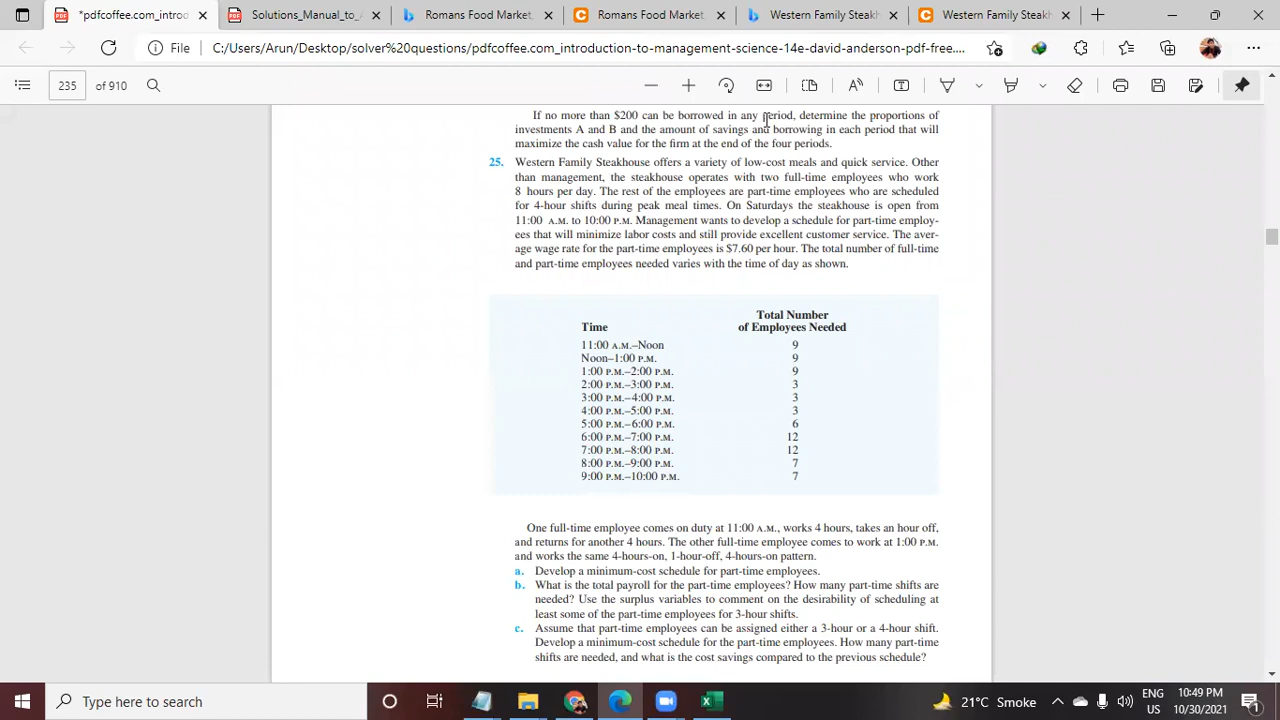 *pdfcoffee.com_introd
Solutions_Manual_to_
Romans Food Market,
Romans Food Market,
Western Family Steakh
Western Family Steakh
File
C:/Users/Arun/Desktop/solver%20questions/pdfcoffee.com_introduction-to-management-science-14e-david-anderson-pdf-free....
235 of 910
If no more than $200 can be borrowed in any period, determine the proportions of
investments A and B and the amount of savings and borrowing in each period that will
maximize the cash value for the firm at the end of the four periods.
25. Western Family Steakhouse offers a variety of low-cost meals and quick service. Other
than management, the steakhouse operates with two full-time employees who work
8 hours per day. The rest of the employees are part-time employees who are scheduled
for 4-hour shifts during peak meal times. On Saturdays the steakhouse is open from
11:00 A.M. to 10:00 P.M. Management wants to develop a schedule for part-time employ-
ees that will minimize labor costs and still provide excellent customer service. The aver-
age wage rate for the part-time employees is $7.60 per hour. The total number of full-time
and part-time employees needed varies with the time of day as shown.
Total Number
Time of Employees Needed
11:00 A.M.–Noon 9
Noon–1:00 P.M. 9
1:00 P.M.–2:00 P.M. 9
2:00 P.M.–3:00 P.M. 3
3:00 P.M.–4:00 P.M. 3
4:00 P.M.–5:00 P.M. 3
5:00 P.M.–6:00 P.M. 6
6:00 P.M.–7:00 P.M. 12
7:00 P.M.–8:00 P.M. 12
8:00 P.M.–9:00 P.M. 7
9:00 P.M.–10:00 P.M. 7
One full-time employee comes on duty at 11:00 A.M., works 4 hours, takes an hour off,
and returns for another 4 hours. The other full-time employee comes to work at 1:00 P.M.
and works the same 4-hours-on, 1-hour-off, 4-hours-on pattern.
a. Develop a minimum-cost schedule for part-time employees.
b. What is the total payroll for the part-time employees? How many part-time shifts are
needed? Use the surplus variables to comment on the desirability of scheduling at
least some of the part-time employees for 3-hour shifts.
c. Assume that part-time employees can be assigned either a 3-hour or a 4-hour shift.
Develop a minimum-cost schedule for the part-time employees. How many part-time
shifts are needed, and what is the cost savings compared to the previous schedule?
Type here to search
21°C Smoke
ENG
US
10:49 PM
10/30/2021
1